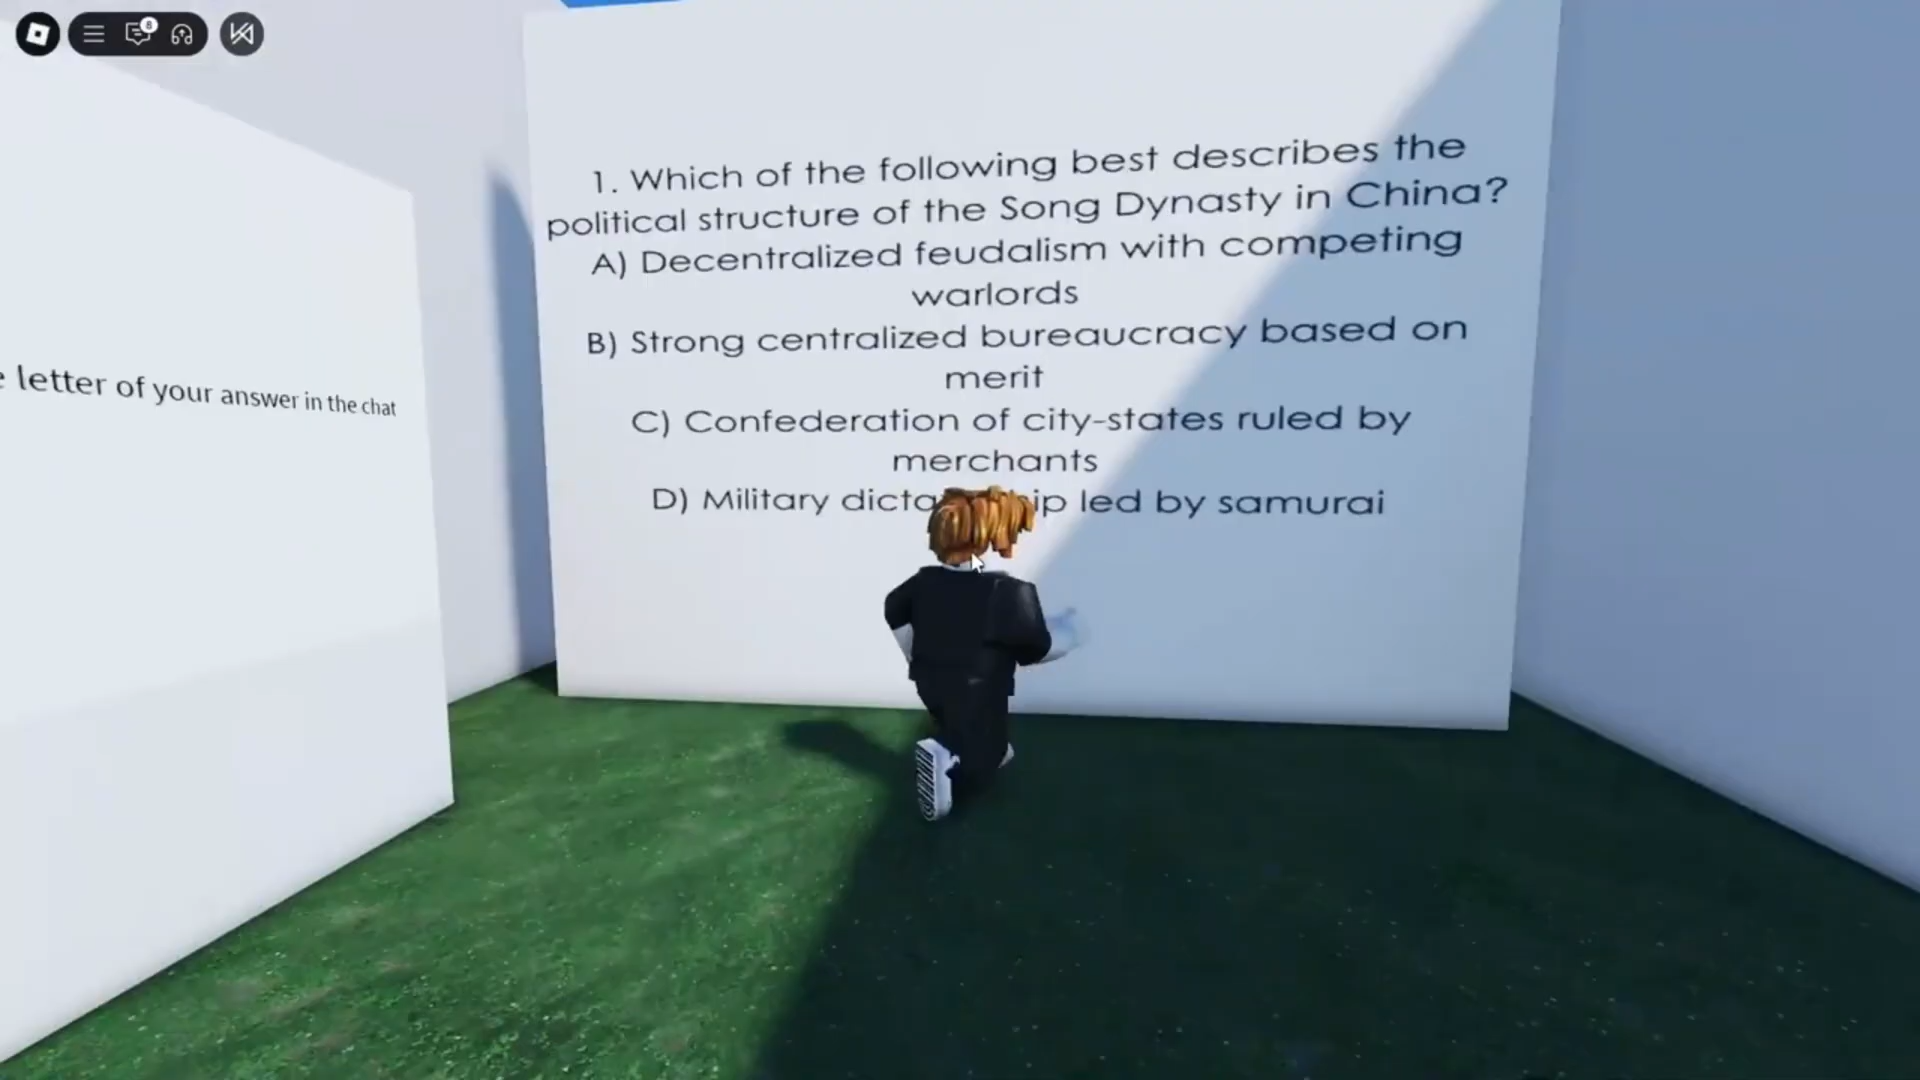 8
letter of your answer in the chat
1. Which of the following best describes the
political structure of the Song Dynasty in China?
A) Decentralized feudalism with competing
warlords
B) Strong centralized bureaucracy based on
merit
C) Confederation of city-states ruled by
merchants
D) Military led by samurai